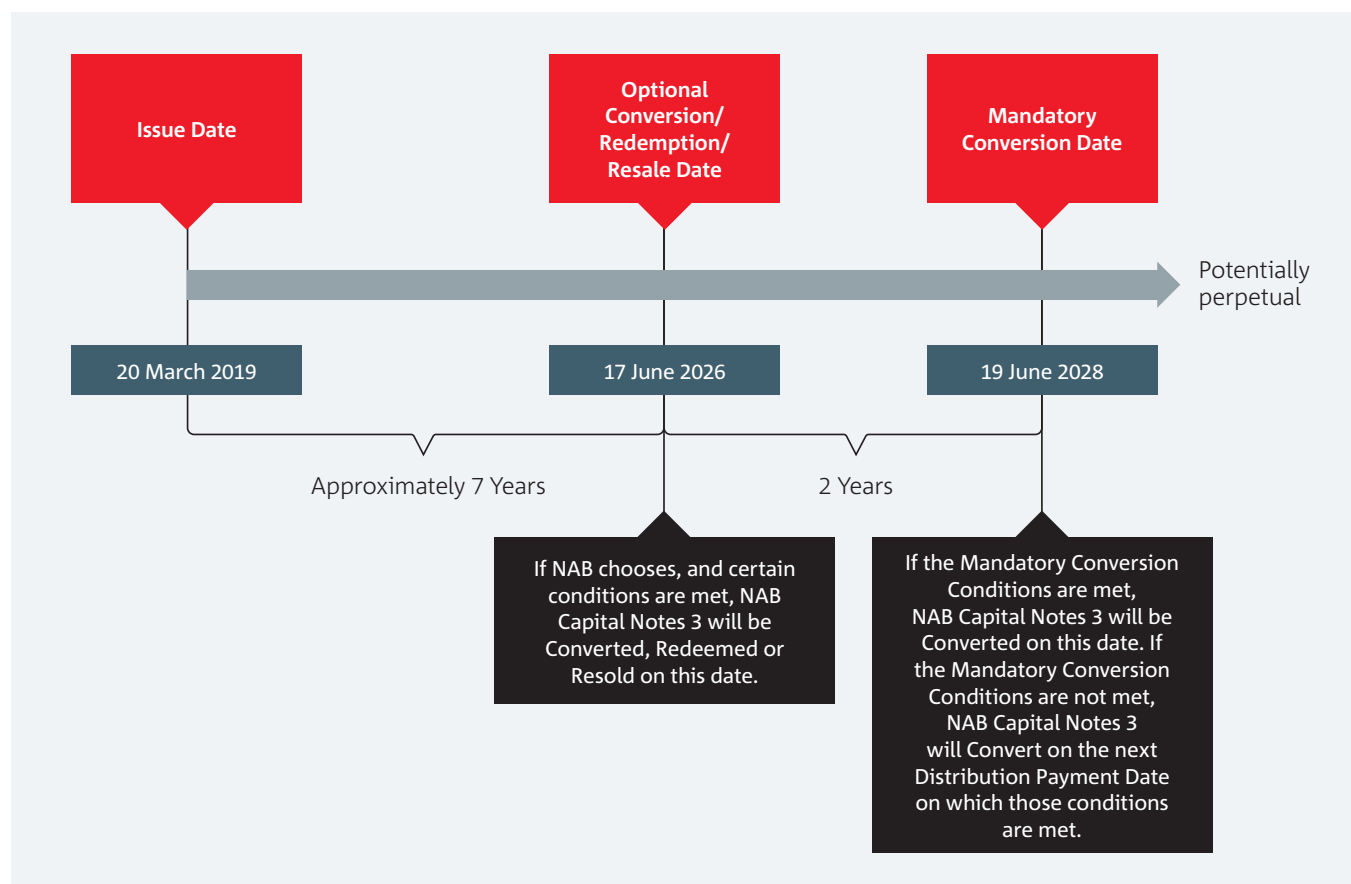 Issue Date
Optional
Conversion/
Redemption/
Resale Date
Mandatory
Conversion Date
Potentially
perpetual
20 March 2019
17 June 2026
19 June 2028
Approximately 7 Years
2 Years
If NAB chooses, and certain
conditions are met, NAB
Capital Notes 3 will be
Converted, Redeemed or
Resold on this date.
If the Mandatory Conversion
Conditions are met,
NAB Capital Notes 3 will be
Converted on this date. If
the Mandatory Conversion
Conditions are not met,
NAB Capital Notes 3
will Convert on the next
Distribution Payment Date
on which those conditions
are met.